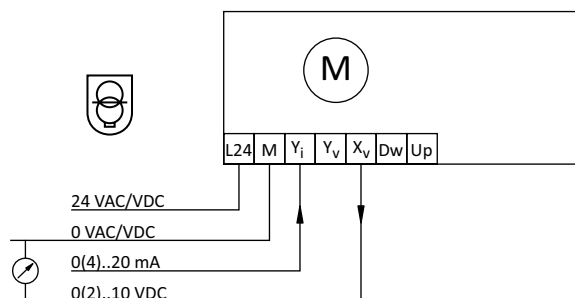 M
L24 M Yi Yv Xv Dw Up
24 VAC/VDC
0 VAC/VDC
0(4)..20 mA
0(2)..10 VDC